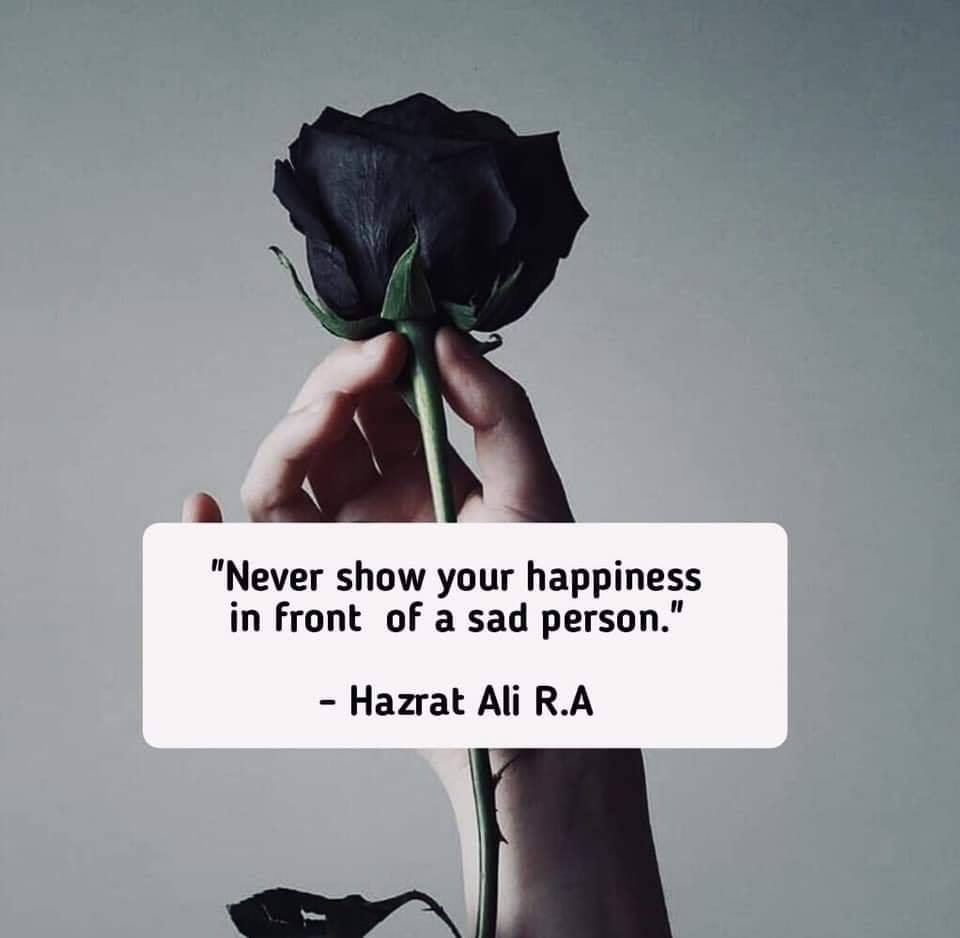 "Never show your happiness
in front of a sad person."
- Hazrat Ali R.A